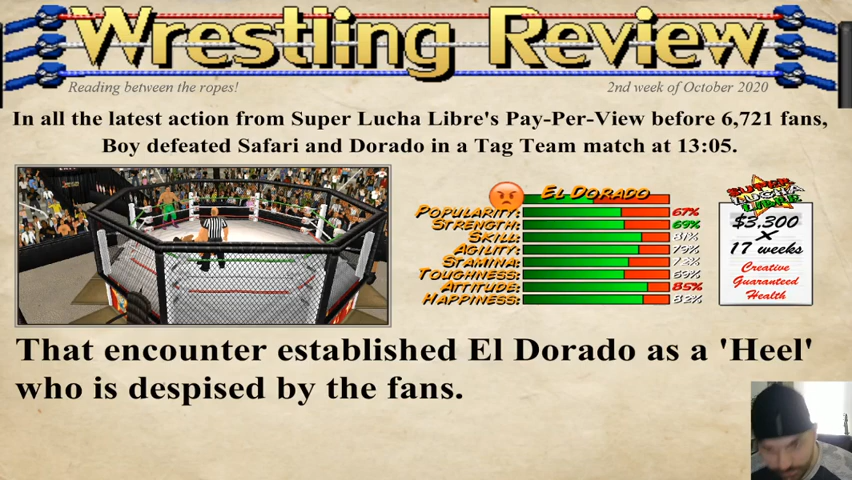 Wrestling Review
Reading between the ropes!
2nd week of October 2020
In all the latest action from Super Lucha Libre's Pay-Per-View before 6,721 fans,
Boy defeated Safari and Dorado in a Tag Team match at 13:05.
El Dorado
Popularity: 67%
Strength: 69%
Skill: 81%
Agility: 79%
Stamina: 72%
Toughness: 69%
Attitude: 85%
Happiness: 82%
Super
Lucha
Libre
$3,300
X
17 weeks
Creative
Guaranteed
Health
That encounter established El Dorado as a 'Heel'
who is despised by the fans.